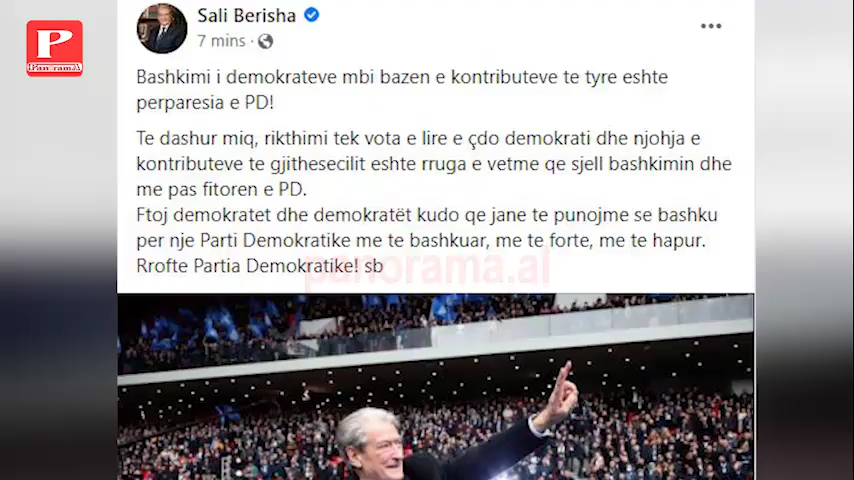 P
PanoramA
Sali Berisha
7 mins ·
Bashkimi i demokrateve mbi bazen e kontributeve te tyre eshte
perparesia e PD!
Te dashur miq, rikthimi tek vota e lire e çdo demokrati dhe njohja e
kontributeve te gjithesecilit eshte rruga e vetme qe sjell bashkimin dhe
me pas fitoren e PD.
Ftoj demokratet dhe demokratët kudo qe jane te punojme se bashku
per nje Parti Demokratike me te bashkuar, me te forte, me te hapur.
Rrofte Partia Demokratike! sb
panorama.al